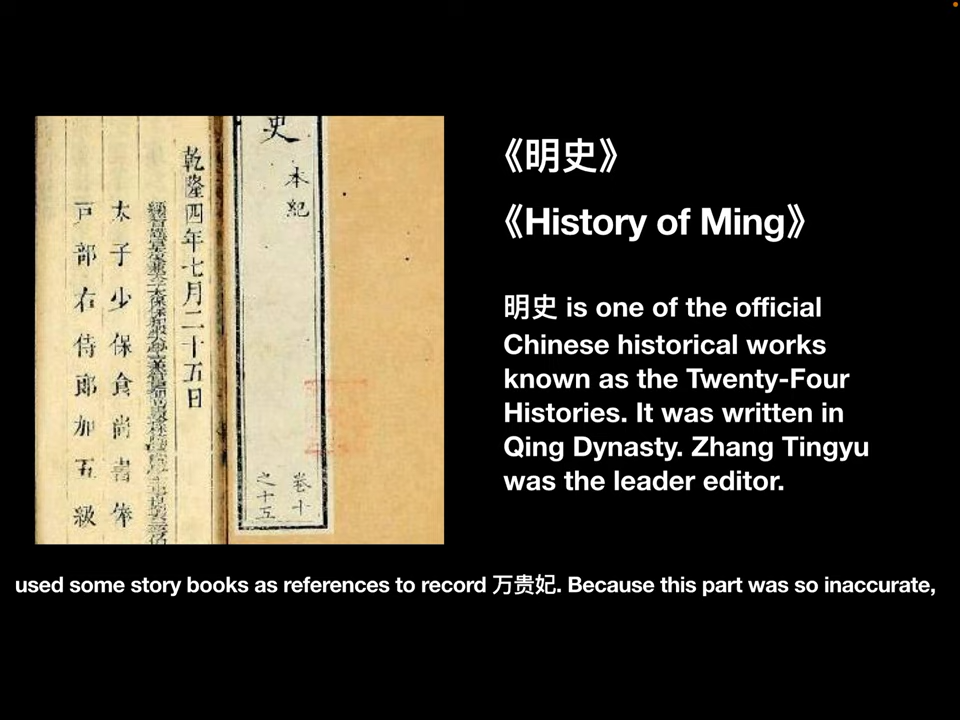 《明史》
《History of Ming》
明史 is one of the official
Chinese historical works
known as the Twenty-Four
Histories. It was written in
Qing Dynasty. Zhang Tingyu
was the leader editor.
史
本紀
卷十
之十五
乾隆四年七月二十五日
太子少保食尚書俸
戶部右侍郎加五級
used some story books as references to record 万贵妃. Because this part was so inaccurate,